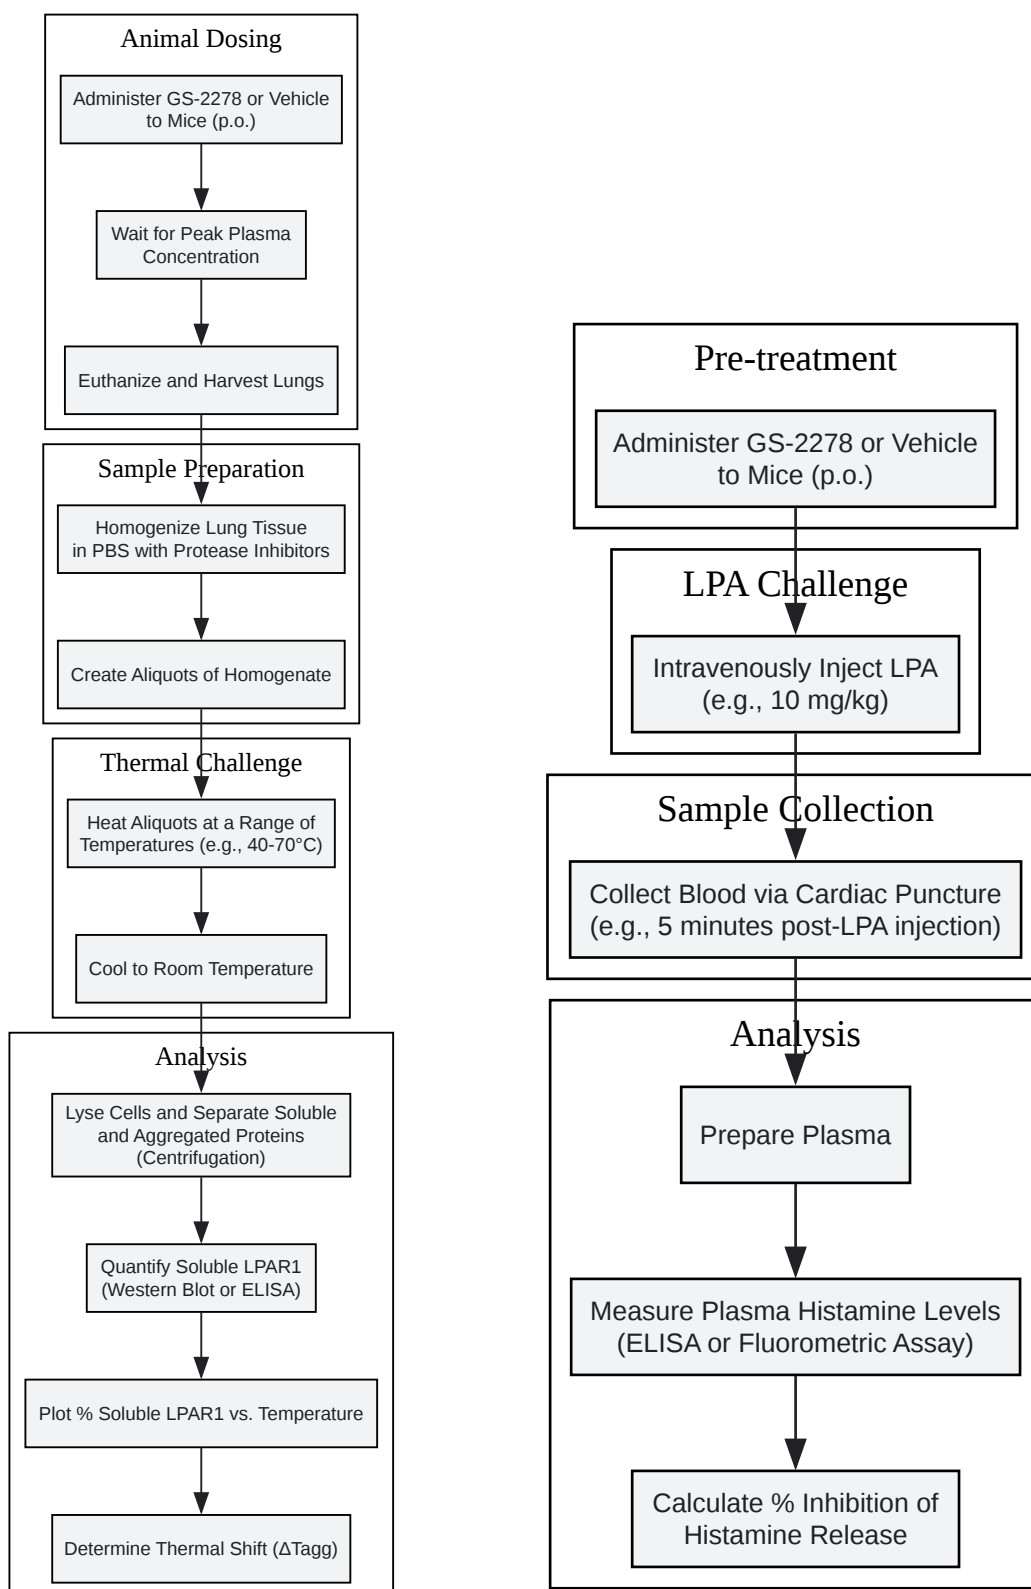 Animal Dosing
Administer GS-2278 or Vehicle
to Mice (p.o.)
Wait for Peak Plasma
Concentration
Euthanize and Harvest Lungs
Sample Preparation
Homogenize Lung Tissue
in PBS with Protease Inhibitors
Create Aliquots of Homogenate
Thermal Challenge
Heat Aliquots at a Range of
Temperatures (e.g., 40-70°C)
Cool to Room Temperature
Analysis
Lyse Cells and Separate Soluble
and Aggregated Proteins
(Centrifugation)
Quantify Soluble LPAR1
(Western Blot or ELISA)
Plot % Soluble LPAR1 vs. Temperature
Determine Thermal Shift (ΔTagg)
Pre-treatment
Administer GS-2278 or Vehicle
to Mice (p.o.)
LPA Challenge
Intravenously Inject LPA
(e.g., 10 mg/kg)
Sample Collection
Collect Blood via Cardiac Puncture
(e.g., 5 minutes post-LPA injection)
Analysis
Prepare Plasma
Measure Plasma Histamine Levels
(ELISA or Fluorometric Assay)
Calculate % Inhibition of
Histamine Release